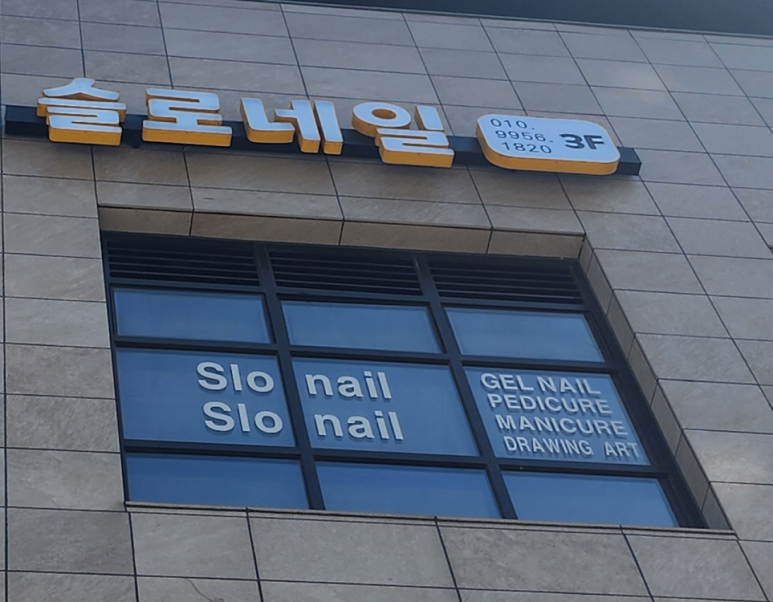 슬로네일
010.
9956.
1820
3F
Slo nail
Slo nail
GEL NAIL
PEDICURE
MANICURE
DRAWING ART